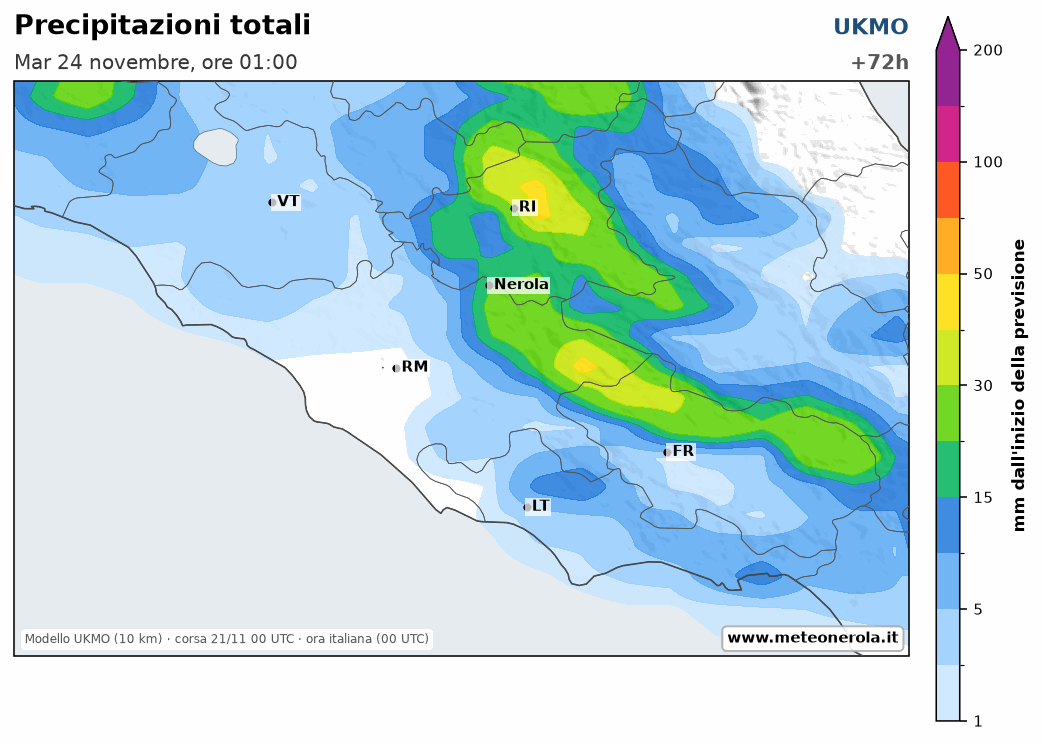 Precipitazioni totali
UKMO
Mar 24 novembre, ore 01:00
+72h
200
100
50
30
15
5
1
mm dall'inizio della previsione
VT
RI
Nerola
RM
FR
LT
Modello UKMO (10 km) · corsa 21/11 00 UTC · ora italiana (00 UTC)
www.meteonerola.it